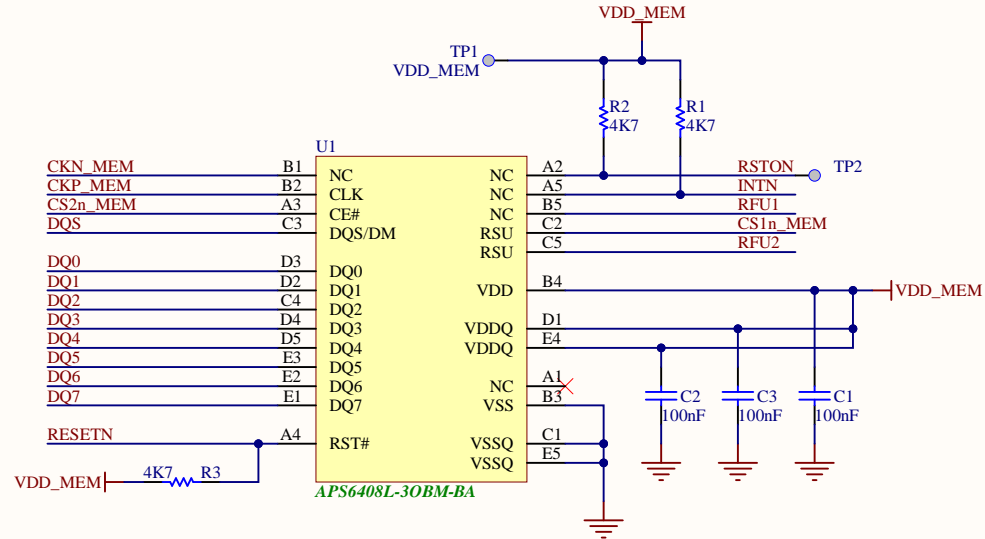 VDD_MEM
TP1
VDD_MEM
R2
4K7
R1
4K7
U1
CKN_MEM B1 NC NC A2 RSTON TP2
CKP_MEM B2 CLK NC A5 INTN
CS2n_MEM A3 CE# NC B5 RFU1
DQS C3 DQS/DM RSU C2 CS1n_MEM
RSU C5 RFU2
DQ0 D3 DQ0
DQ1 D2 DQ1 VDD B4 VDD_MEM
DQ2 C4 DQ2
DQ3 D4 DQ3 VDDQ D1
DQ4 D5 DQ4 VDDQ E4
DQ5 E3 DQ5
DQ6 E2 DQ6 NC A1
DQ7 E1 DQ7 VSS B3
C2
100nF
C3
100nF
C1
100nF
RESETN A4 RST# VSSQ C1
VSSQ E5
VDD_MEM 4K7 R3
APS6408L-3OBM-BA